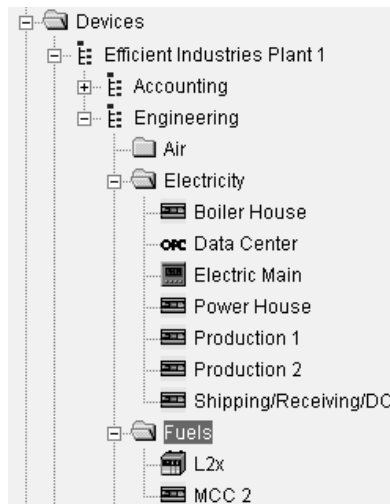 Devices
Efficient Industries Plant 1
Accounting
Engineering
Air
Electricity
Boiler House
OPC Data Center
Electric Main
Power House
Production 1
Production 2
Shipping/Receiving/DC
Fuels
L2x
MCC 2